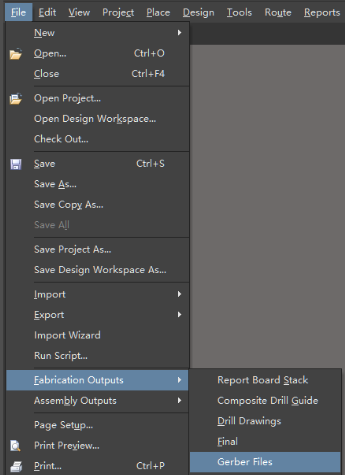 File Edit View Project Place Design Tools Route Reports
New
Open... Ctrl+O
Close Ctrl+F4
Open Project...
Open Design Workspace...
Check Out...
Save Ctrl+S
Save As...
Save Copy As...
Save All
Save Project As...
Save Design Workspace As...
Import
Export
Import Wizard
Run Script...
Fabrication Outputs
Assembly Outputs
Page Setup...
Print Preview...
Print... Ctrl+P
Report Board Stack
Composite Drill Guide
Drill Drawings
Final
Gerber Files